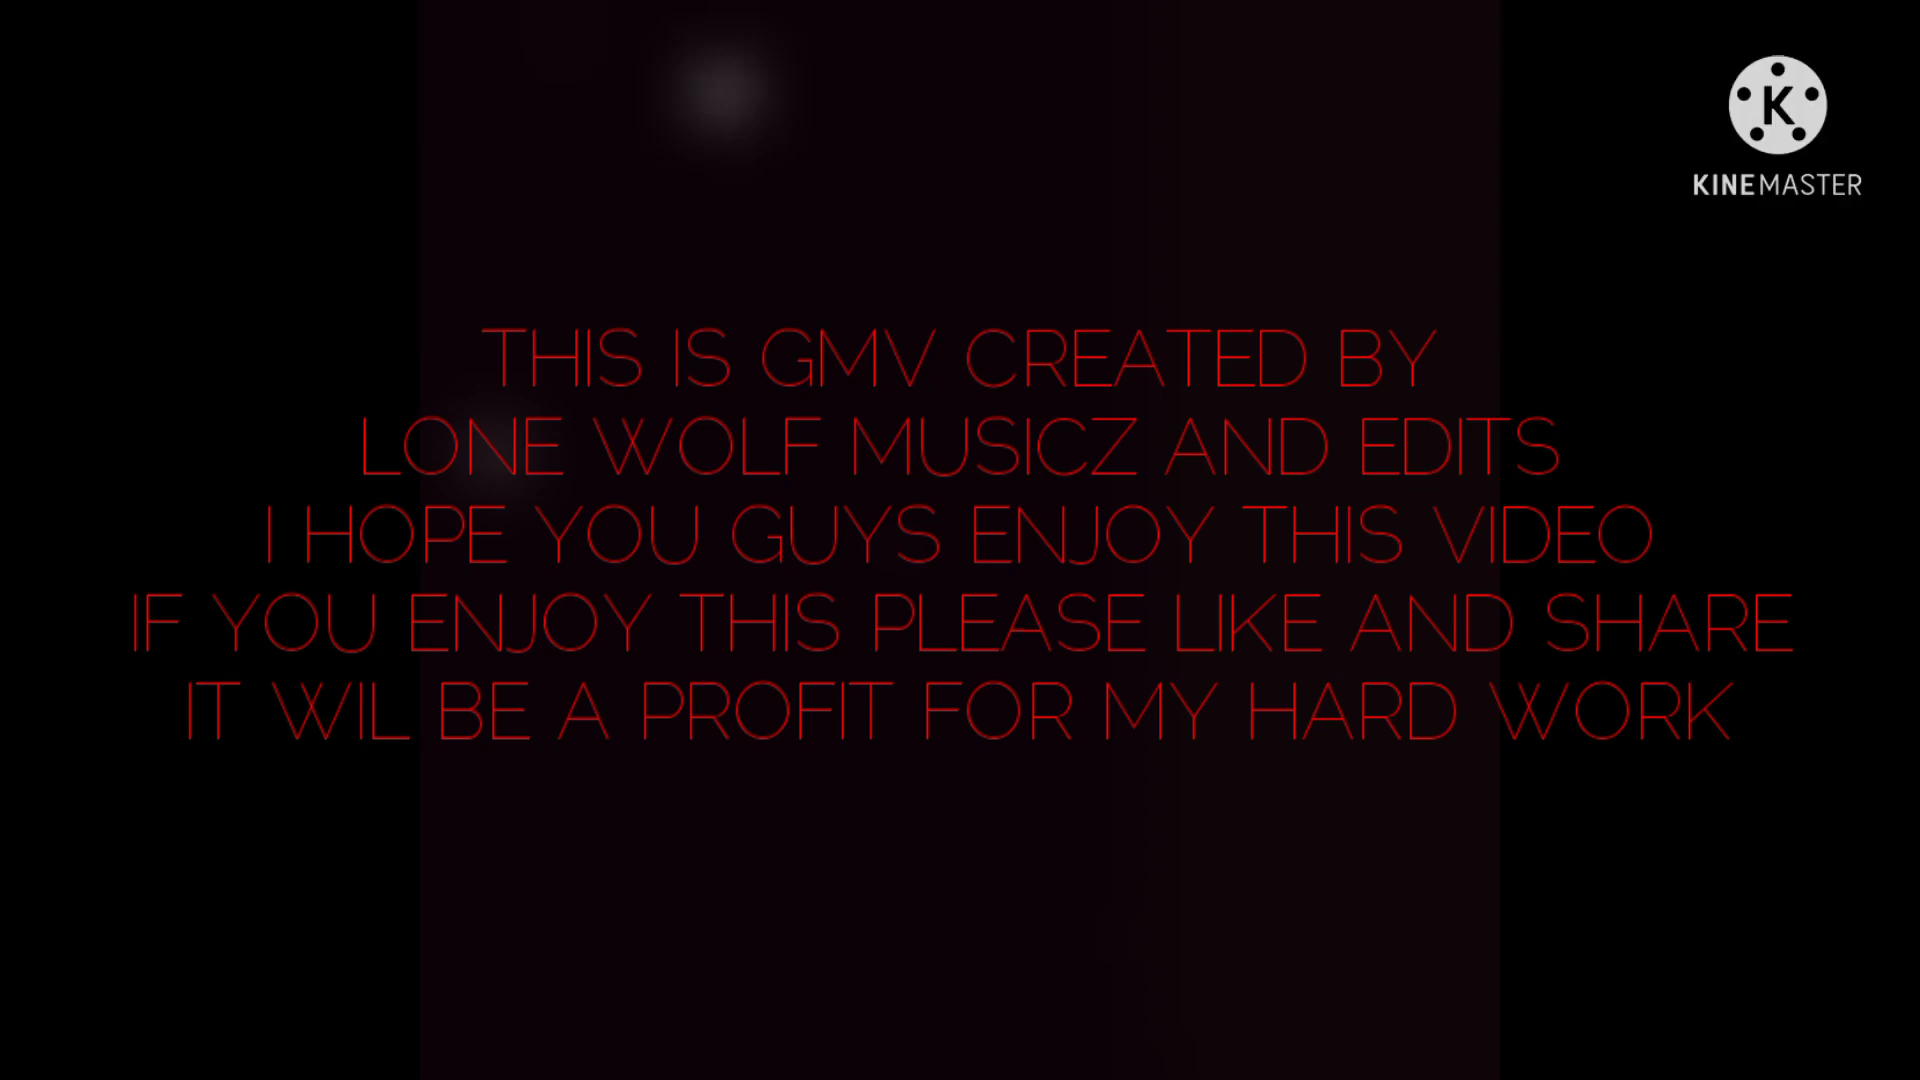 K
KINEMASTER
THIS IS GMV CREATED BY
LONE WOLF MUSICZ AND EDITS
I HOPE YOU GUYS ENJOY THIS VIDEO
IF YOU ENJOY THIS PLEASE LIKE AND SHARE
IT WIL BE A PROFIT FOR MY HARD WORK